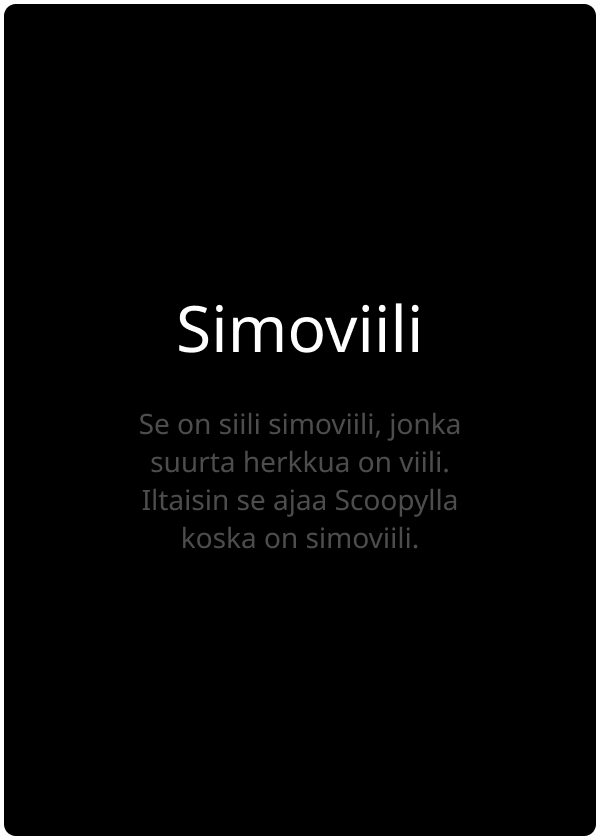 Simoviili
Se on siili simoviili, jonka
suurta herkkua on viili.
Iltaisin se ajaa Scoopylla
koska on simoviili.